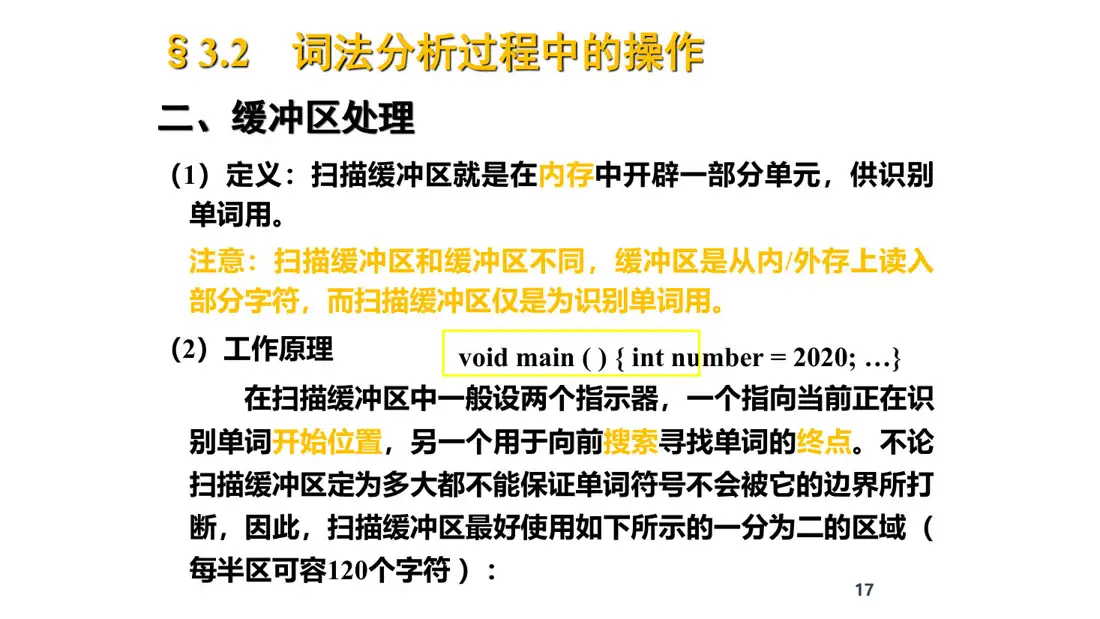 §3.2 词法分析过程中的操作
二、缓冲区处理
（1）定义：扫描缓冲区就是在内存中开辟一部分单元，供识别
单词用。
注意：扫描缓冲区和缓冲区不同，缓冲区是从内/外存上读入
部分字符，而扫描缓冲区仅是为识别单词用。
（2）工作原理
void main ( ) { int number = 2020; …}
在扫描缓冲区中一般设两个指示器，一个指向当前正在识
别单词开始位置，另一个用于向前搜索寻找单词的终点。不论
扫描缓冲区定为多大都不能保证单词符号不会被它的边界所打
断，因此，扫描缓冲区最好使用如下所示的一分为二的区域（
每半区可容120个字符）：
17